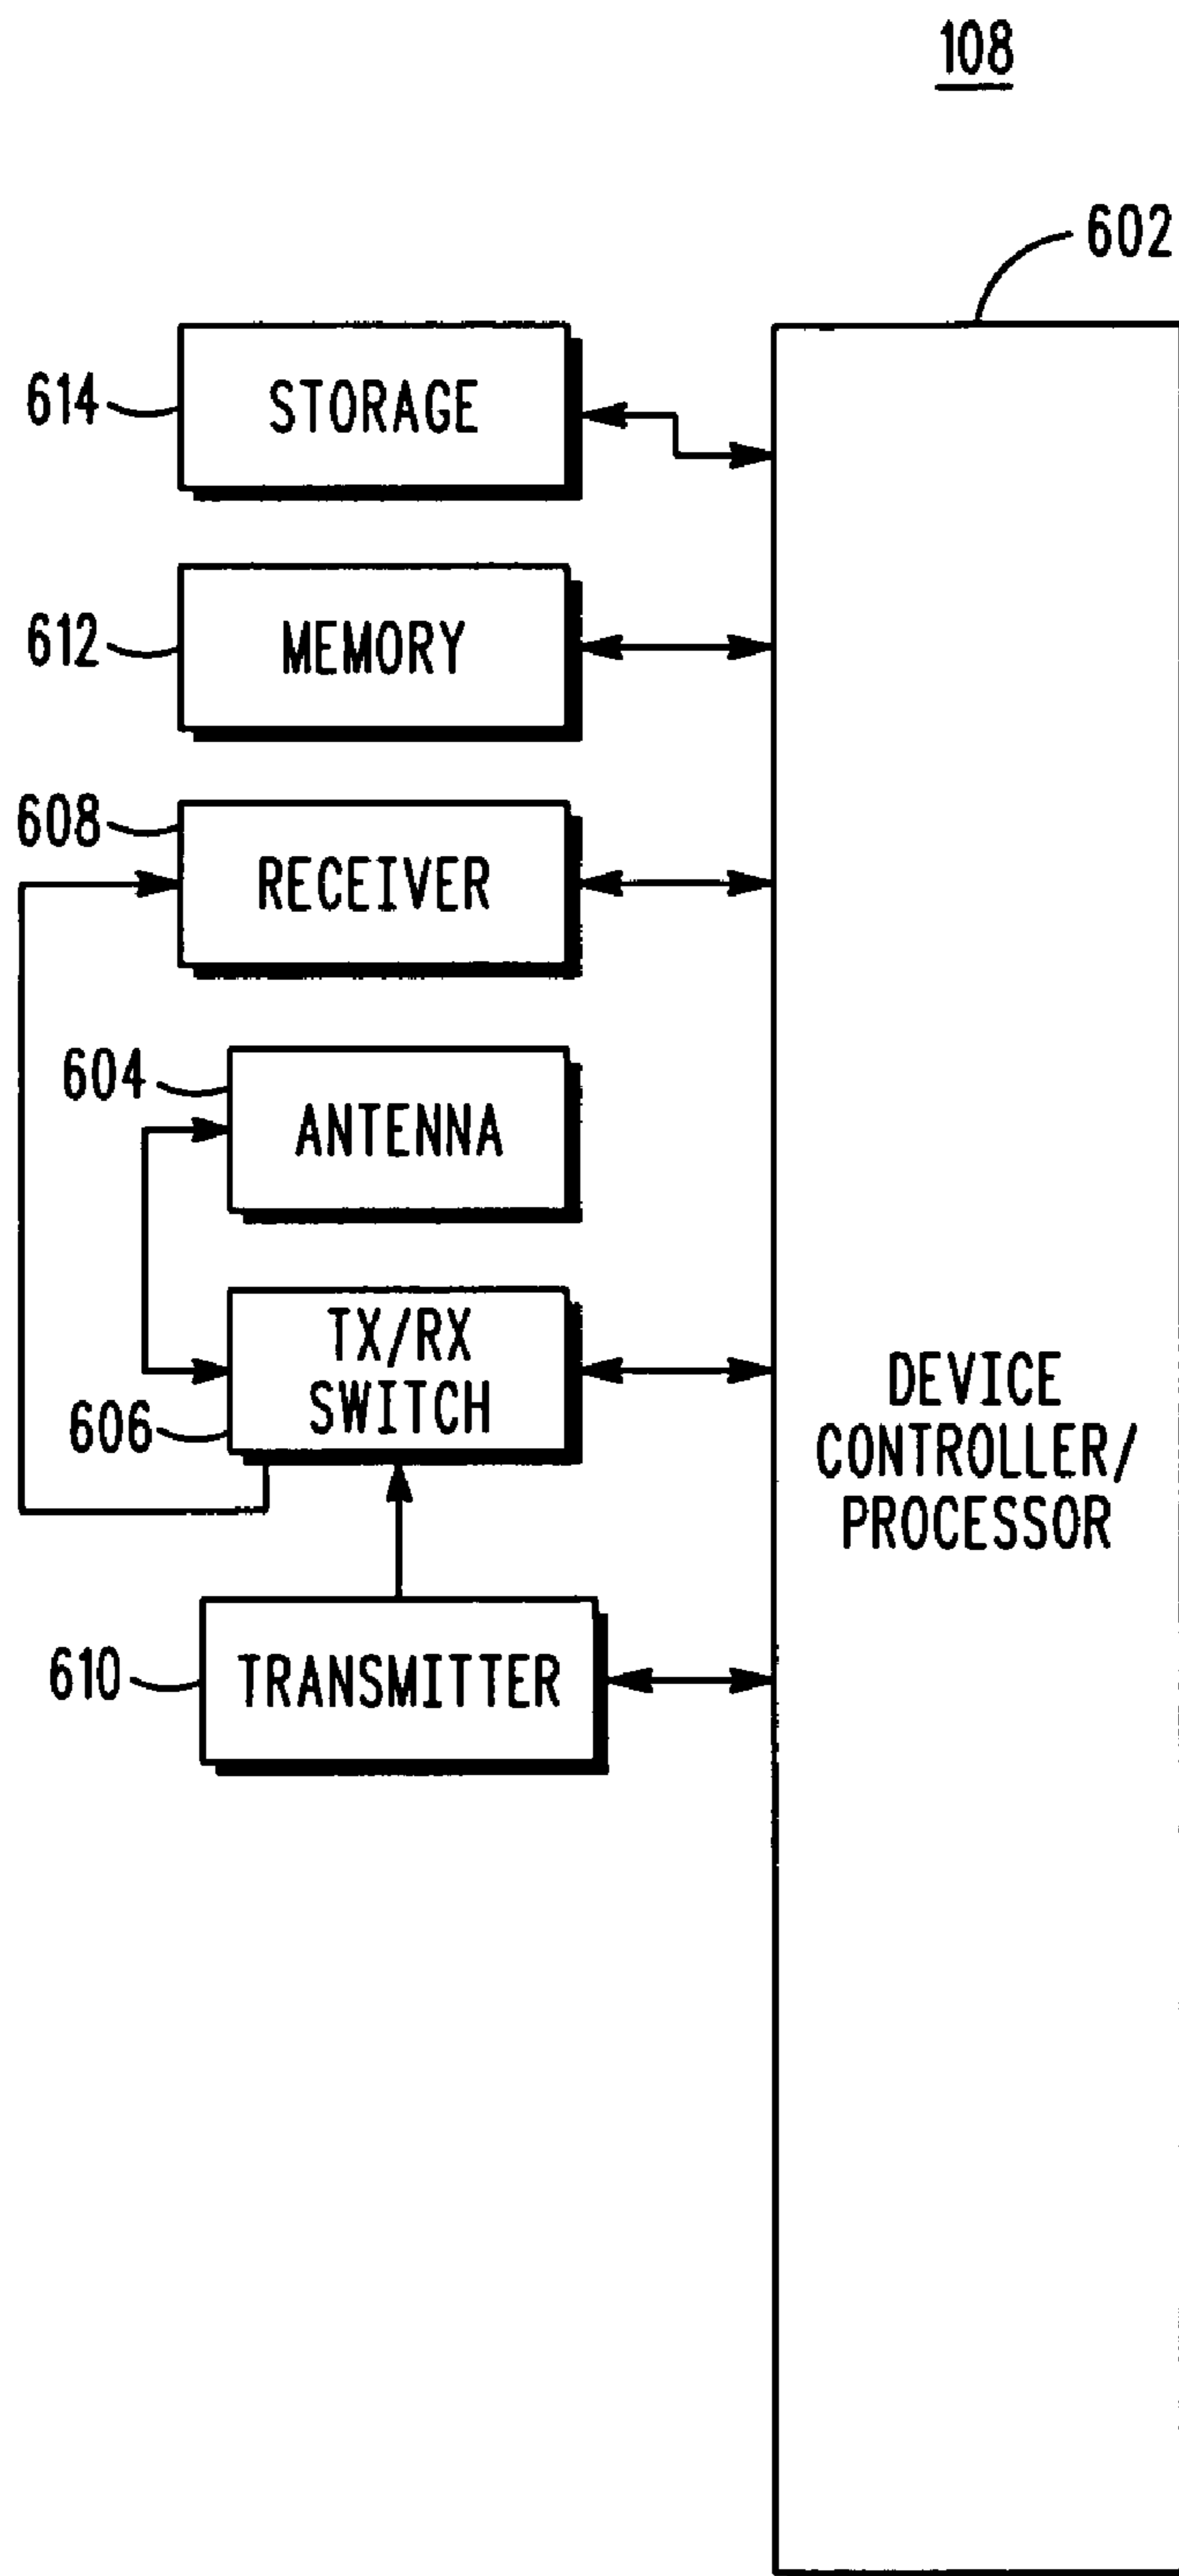 108
602
614
STORAGE
612
MEMORY
608
RECEIVER
604
ANTENNA
TX/RX
SWITCH
606
DEVICE
CONTROLLER/
PROCESSOR
610
TRANSMITTER